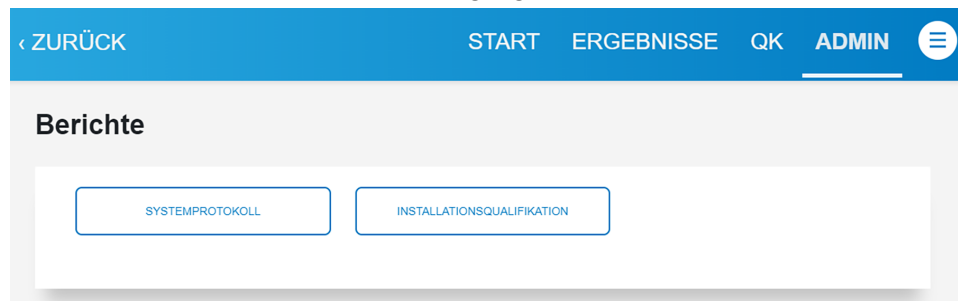 ‹ ZURÜCK START ERGEBNISSE QK ADMIN
Berichte
SYSTEMPROTOKOLL INSTALLATIONSQUALIFIKATION